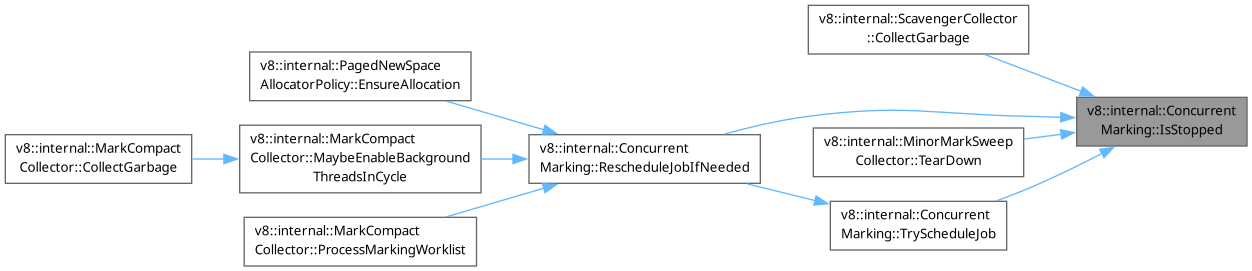 v8::internal::ScavengerCollector
::CollectGarbage
v8::internal::PagedNewSpace
AllocatorPolicy::EnsureAllocation
v8::internal::Concurrent
Marking::IsStopped
v8::internal::MarkCompact
Collector::CollectGarbage
v8::internal::MarkCompact
Collector::MaybeEnableBackground
ThreadsInCycle
v8::internal::Concurrent
Marking::RescheduleJobIfNeeded
v8::internal::MinorMarkSweep
Collector::TearDown
v8::internal::MarkCompact
Collector::ProcessMarkingWorklist
v8::internal::Concurrent
Marking::TryScheduleJob